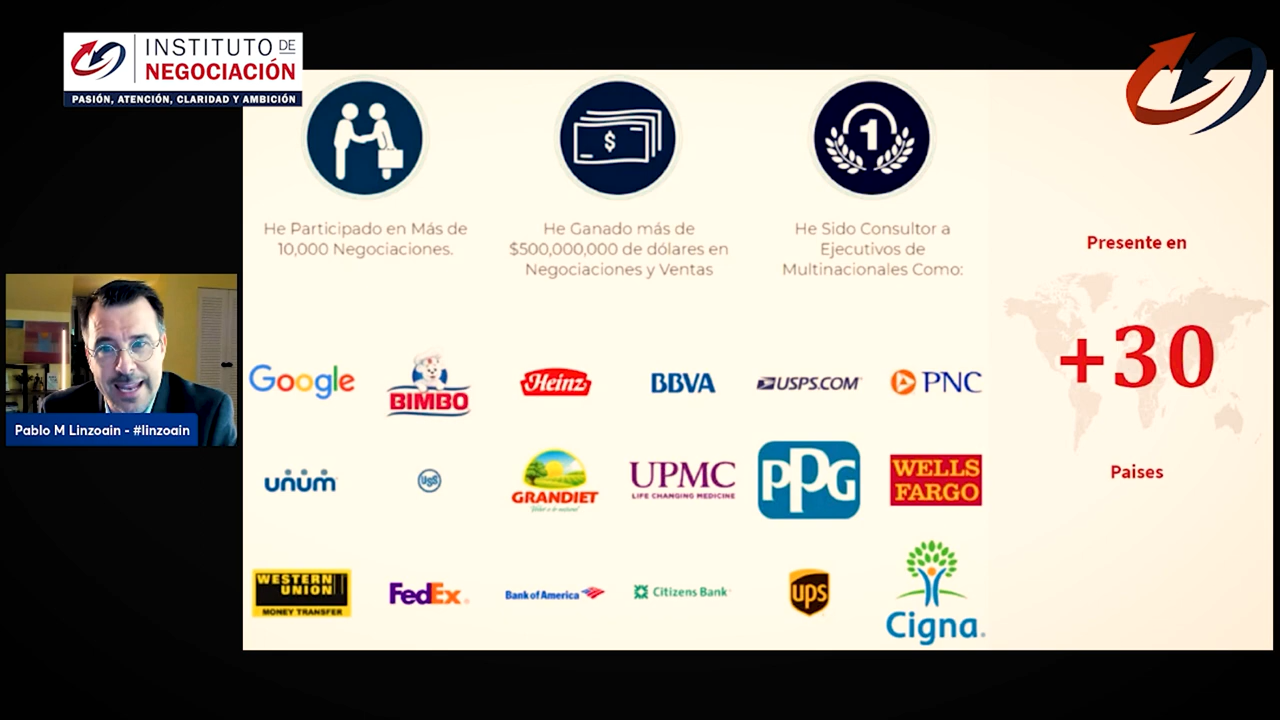 INSTITUTO DE
NEGOCIACIÓN
PASIÓN, ATENCIÓN, CLARIDAD Y AMBICIÓN
$
1
He Participado en Más de
10,000 Negociaciones.
He Ganado más de
$500,000,000 de dólares en
Negociaciones y Ventas
He Sido Consultor a
Ejecutivos de
Multinacionales Como:
Presente en
+30
Paises
Pablo M Linzoain - #linzoain
Google
BIMBO
Heinz
BBVA
USPS.COM
PNC
unum
USS
GRANDIET
UPMC
LIFE CHANGING MEDICINE
PPG
WELLS
FARGO
WESTERN
UNION
MONEY TRANSFER
FedEx
Bank of America
Citizens Bank
ups
Cigna